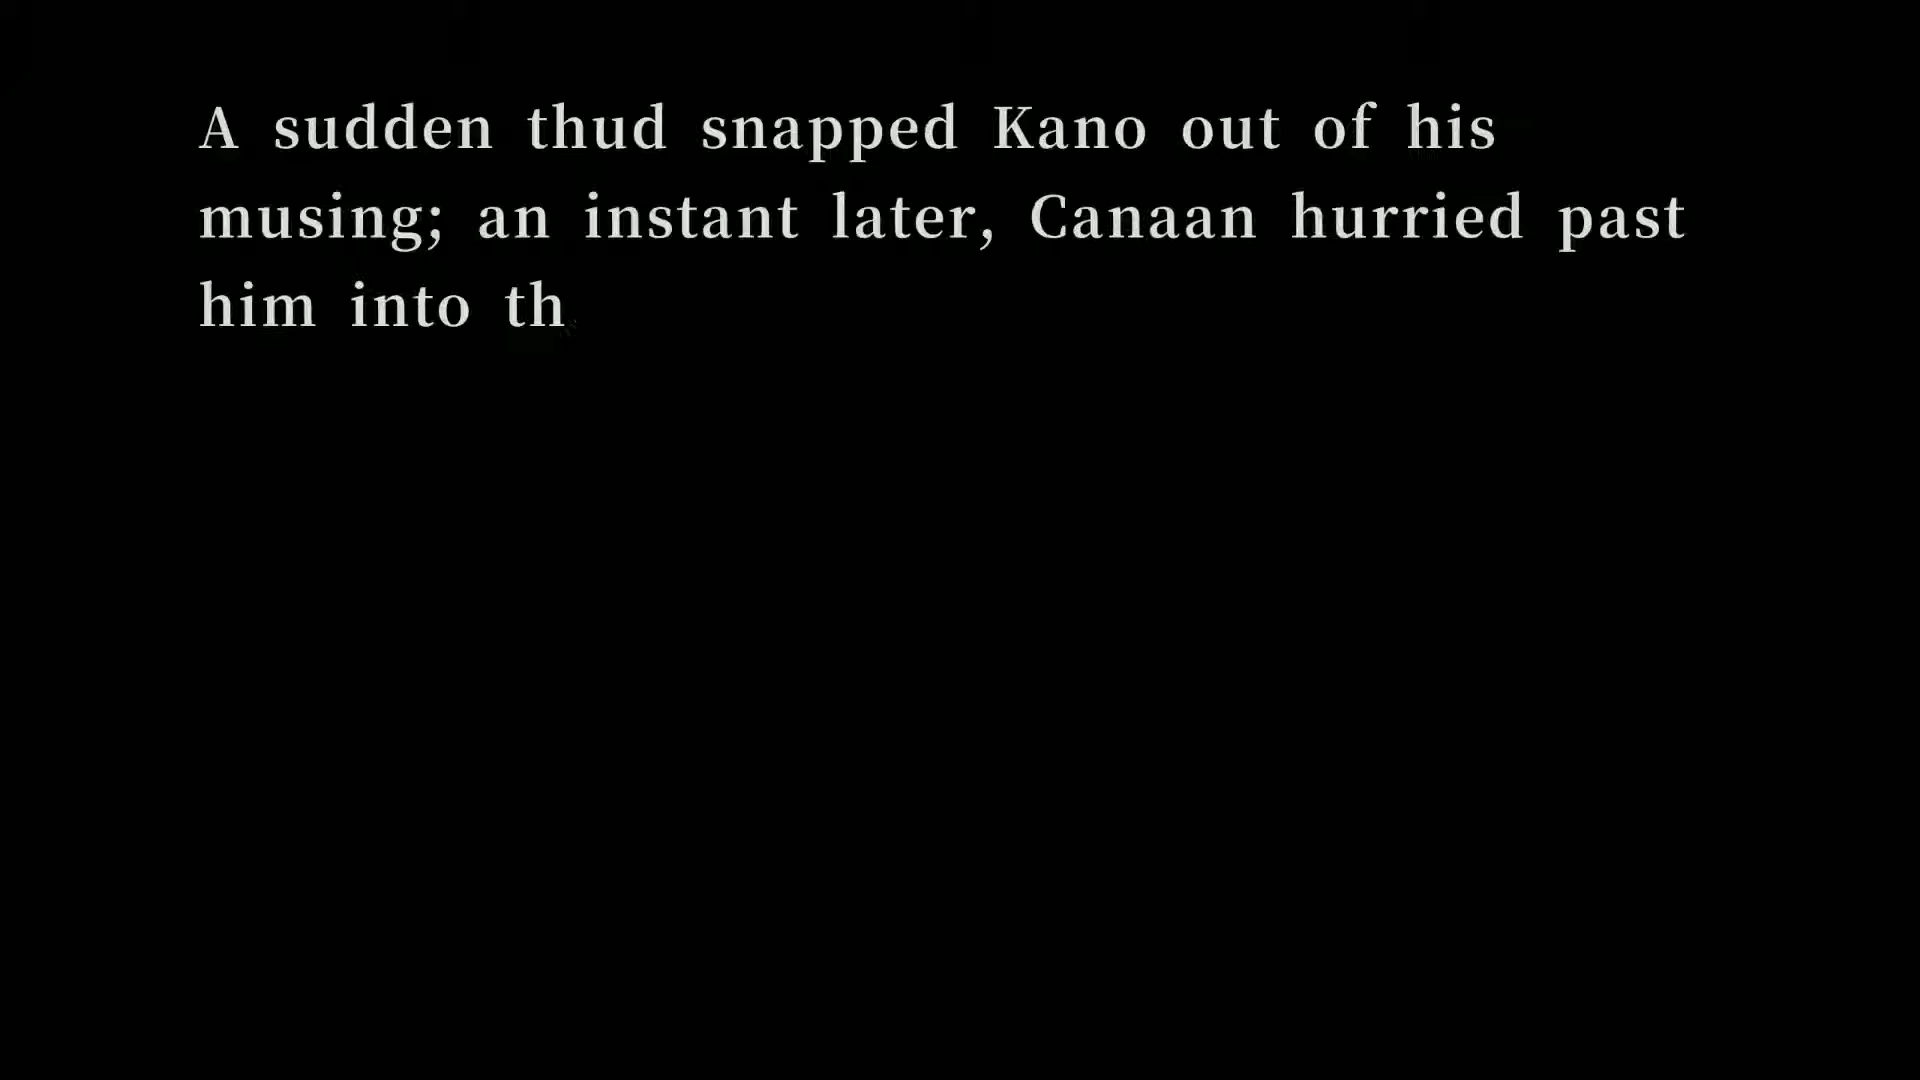 A sudden thud snapped Kano out of his
musing; an instant later, Canaan hurried past
him into th